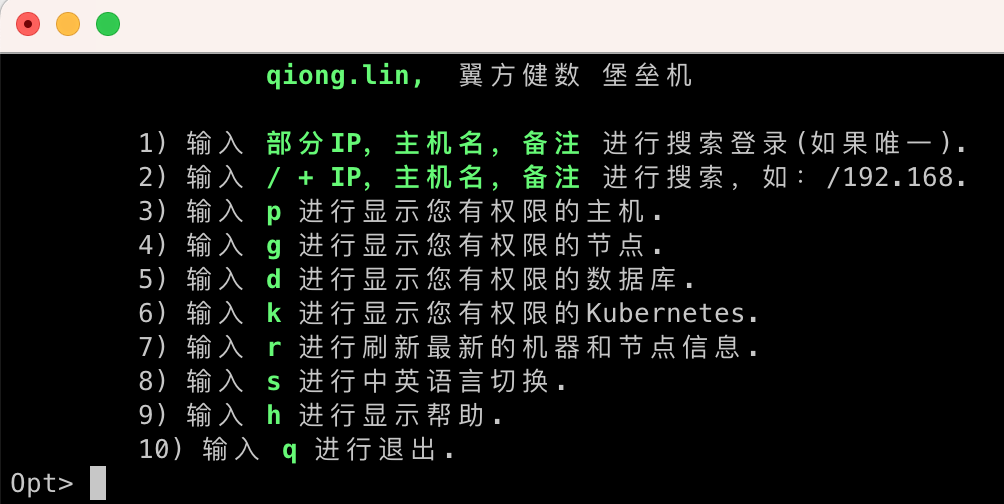 qiong.lin, 翼方健数 堡垒机
1) 输入 部分IP, 主机名, 备注 进行搜索登录(如果唯一).
2) 输入 / + IP, 主机名, 备注 进行搜索, 如: /192.168.
3) 输入 p 进行显示您有权限的主机.
4) 输入 g 进行显示您有权限的节点.
5) 输入 d 进行显示您有权限的数据库.
6) 输入 k 进行显示您有权限的Kubernetes.
7) 输入 r 进行刷新最新的机器和节点信息.
8) 输入 s 进行中英语言切换.
9) 输入 h 进行显示帮助.
10) 输入 q 进行退出.
Opt>